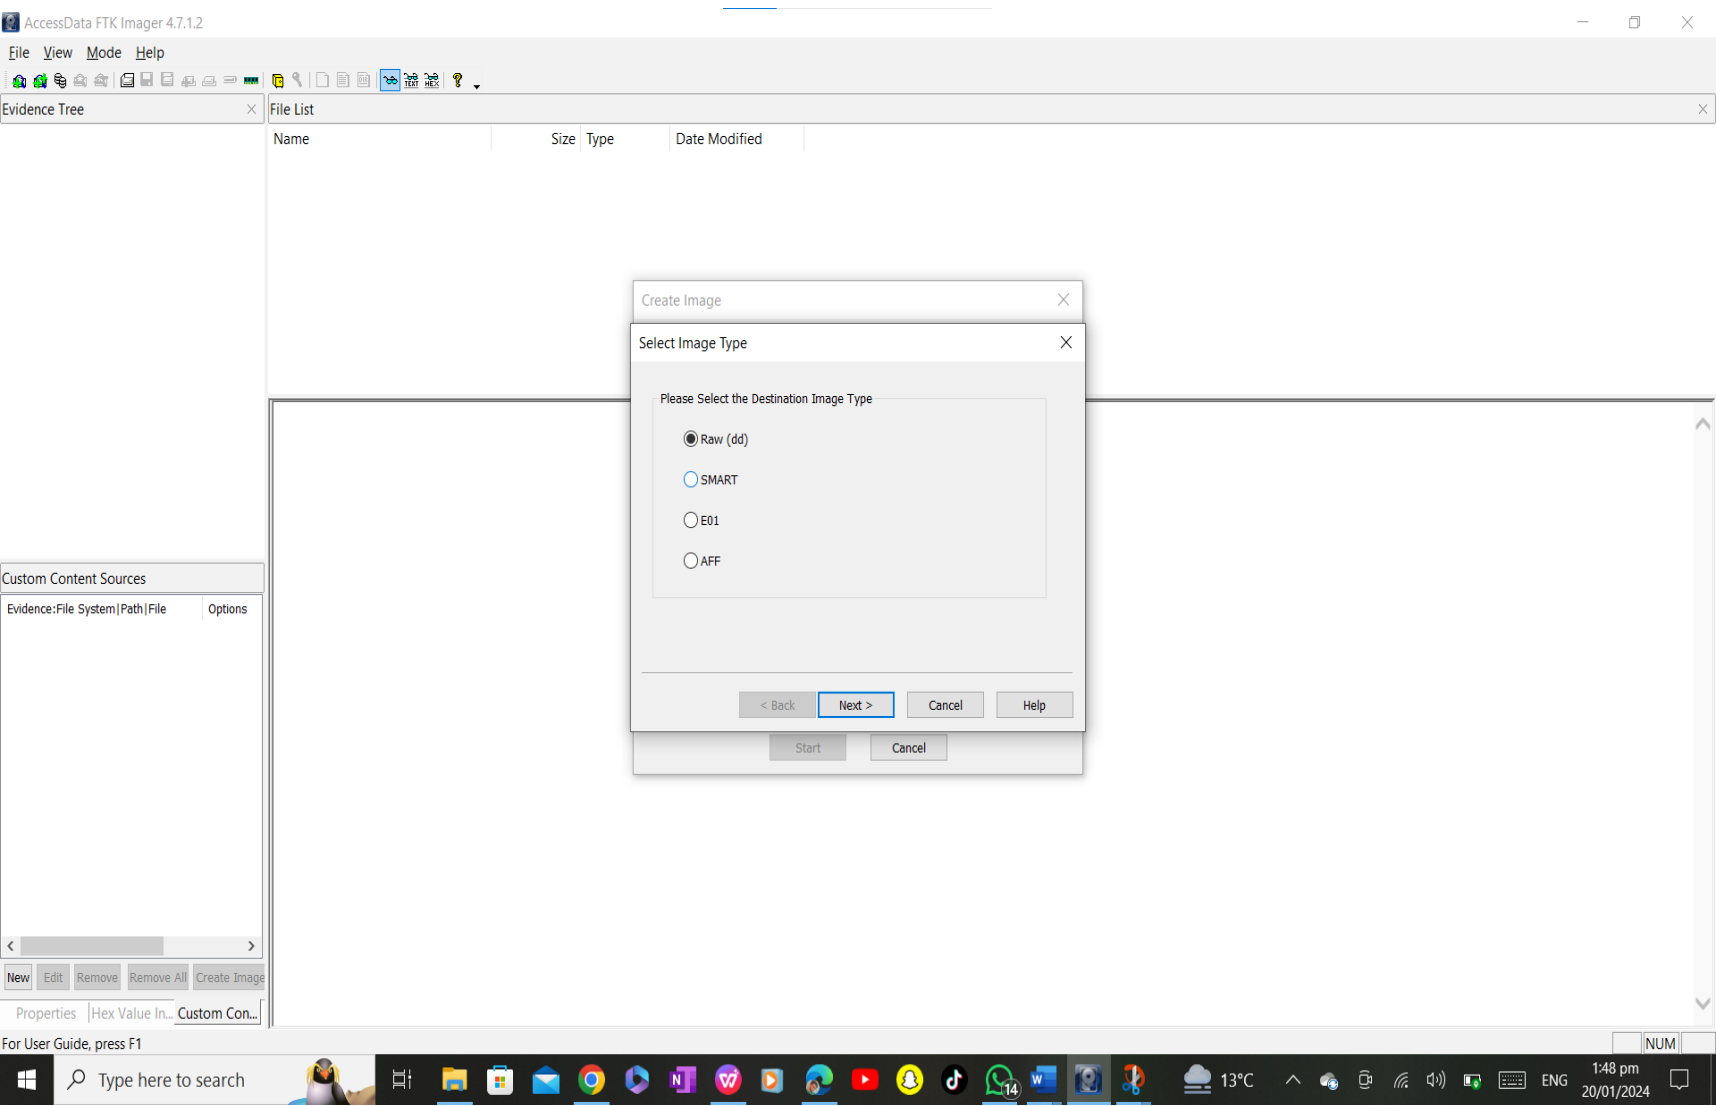 AccessData FTK Imager 4.7.1.2
File View Mode Help
TEXT HEX
Evidence Tree
File List
Name Size Type Date Modified
Create Image
Select Image Type
Please Select the Destination Image Type
Raw (dd)
SMART
E01
AFF
< Back Next > Cancel Help
Start Cancel
Custom Content Sources
Evidence:File System|Path|File Options
New Edit Remove Remove All Create Image
Properties Hex Value In... Custom Con...
For User Guide, press F1
NUM
Type here to search
14
13°C
ENG
1:48 pm
20/01/2024